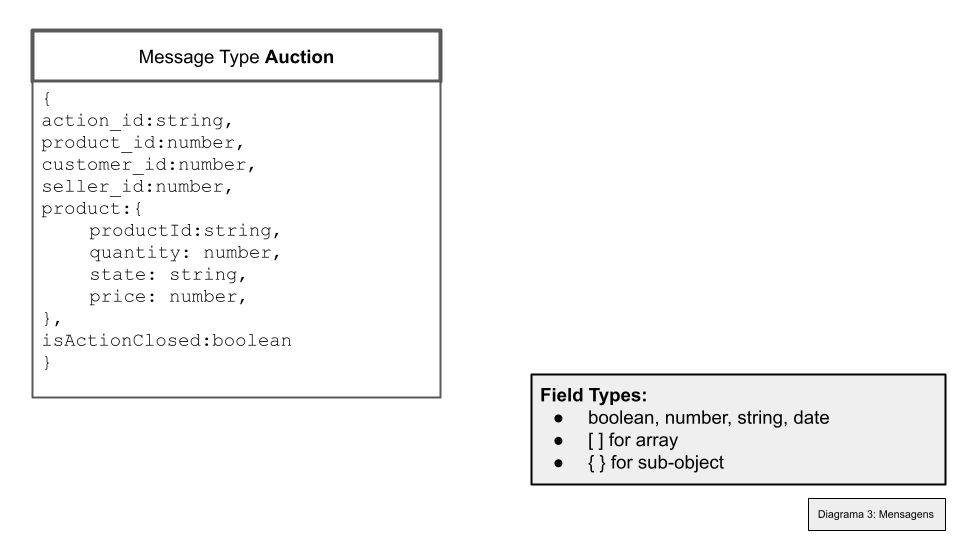 Message Type Auction
{
action_id:string,
product_id:number,
customer_id:number,
seller_id:number,
product:{
productId:string,
quantity: number,
state: string,
price: number,
},
isActionClosed:boolean
}
Field Types:
● boolean, number, string, date
● [ ] for array
● { } for sub-object
Diagrama 3: Mensagens